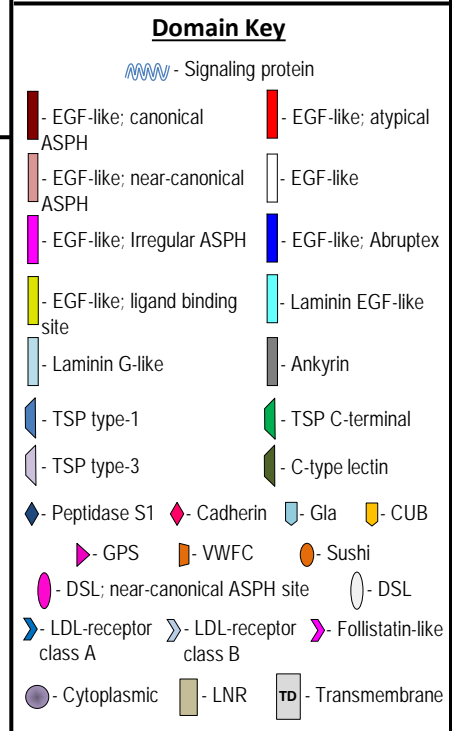 Domain Key
- Signaling protein
- EGF-like; canonical ASPH
- EGF-like; atypical
- EGF-like; near-canonical ASPH
- EGF-like
- EGF-like; Irregular ASPH
- EGF-like; Abruptex
- EGF-like; ligand binding site
- Laminin EGF-like
- Laminin G-like
- Ankyrin
- TSP type-1
- TSP C-terminal
- TSP type-3
- C-type lectin
- Peptidase S1
- Cadherin
- Gla
- CUB
- GPS
- VWFC
- Sushi
- DSL; near-canonical ASPH site
- DSL
- LDL-receptor class A
- LDL-receptor class B
- Follistatin-like
- Cytoplasmic
- LNR
TD - Transmembrane